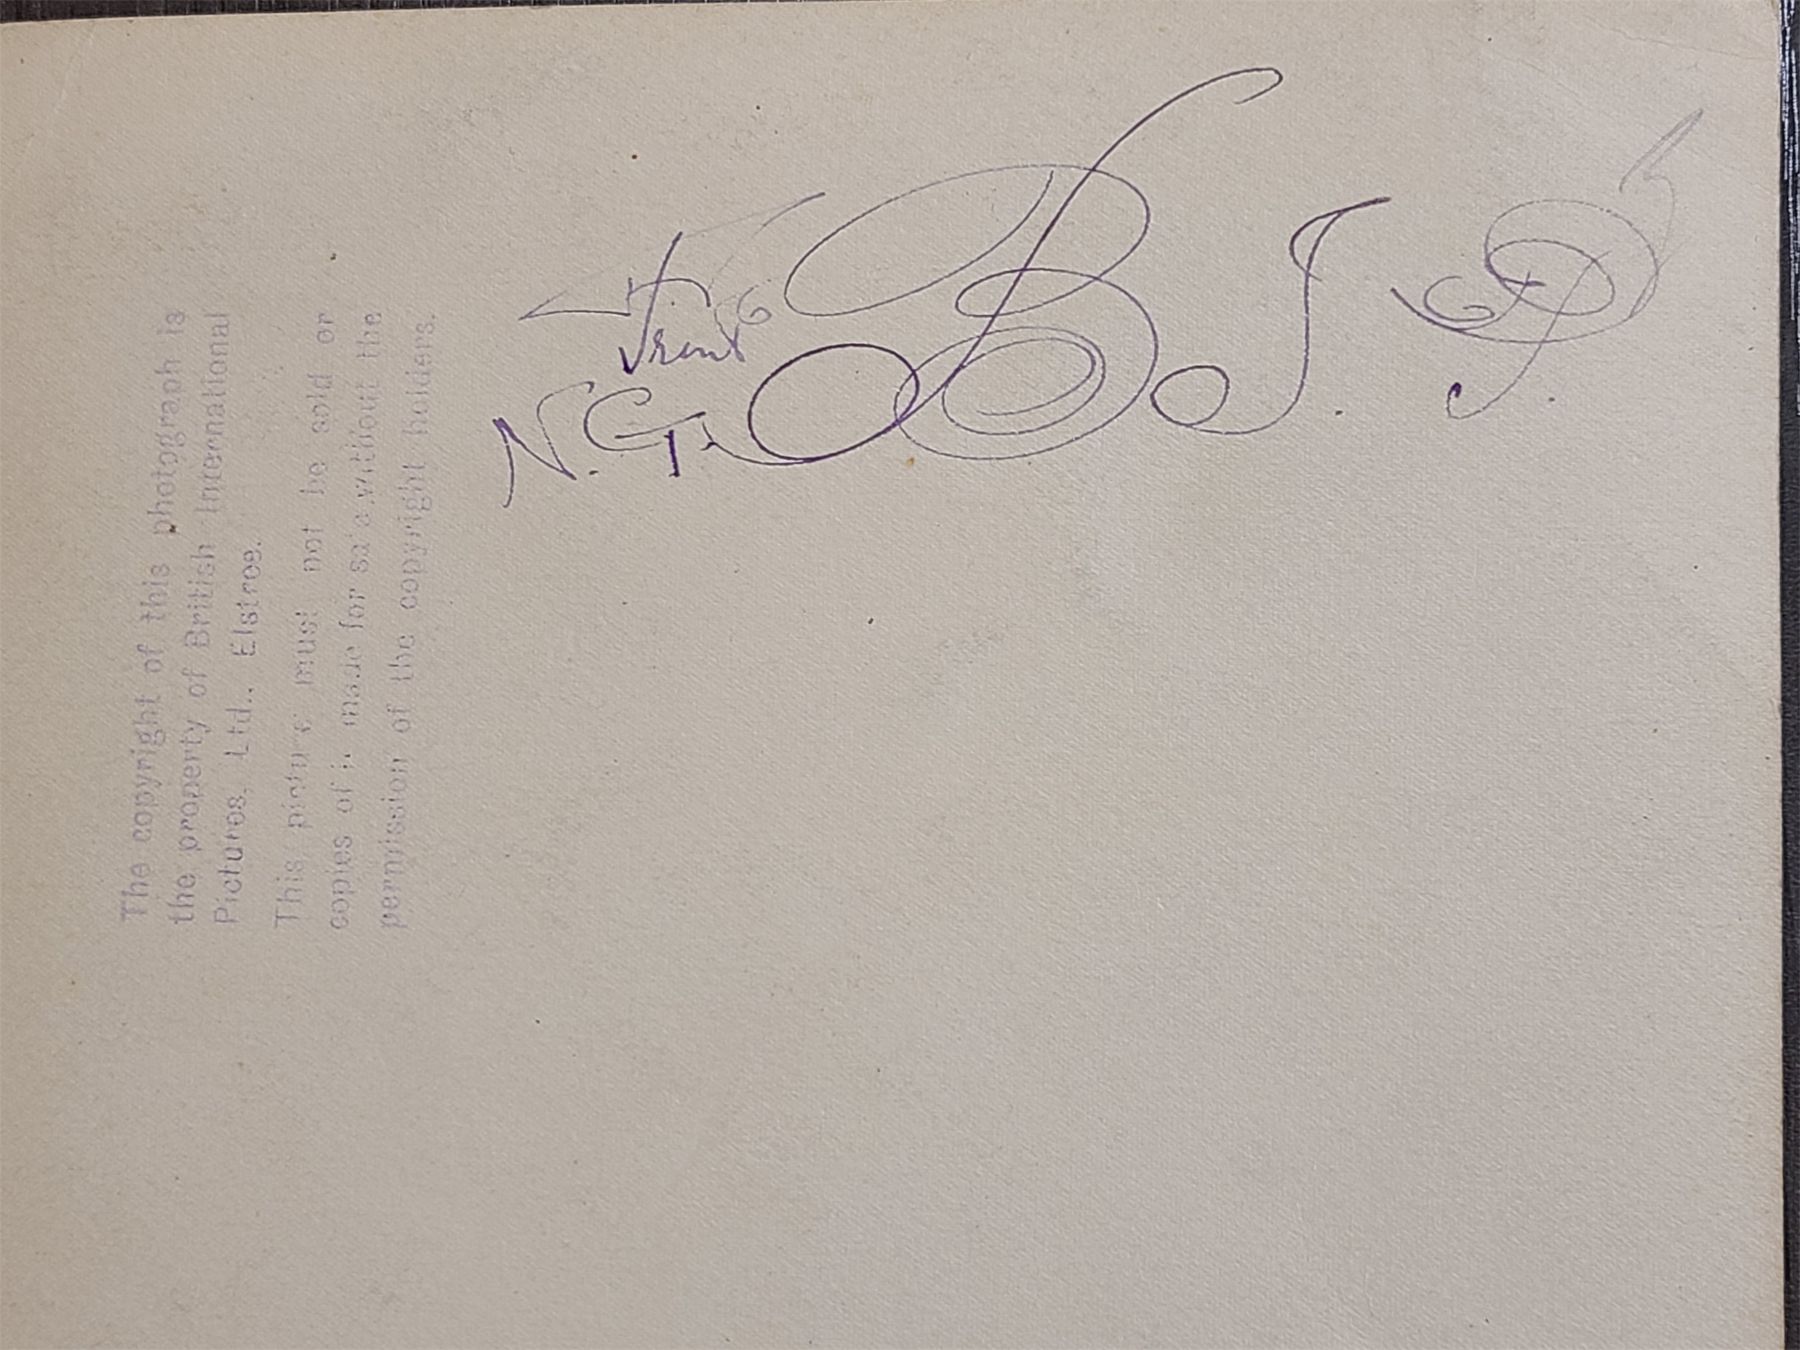 The copyright of this photograph is
the property of British International
Pictures, Ltd., Elstree.
This picture must not be sold or
copies of it made for sale without the
permission of the copyright holders.
N.G. B.J.P.